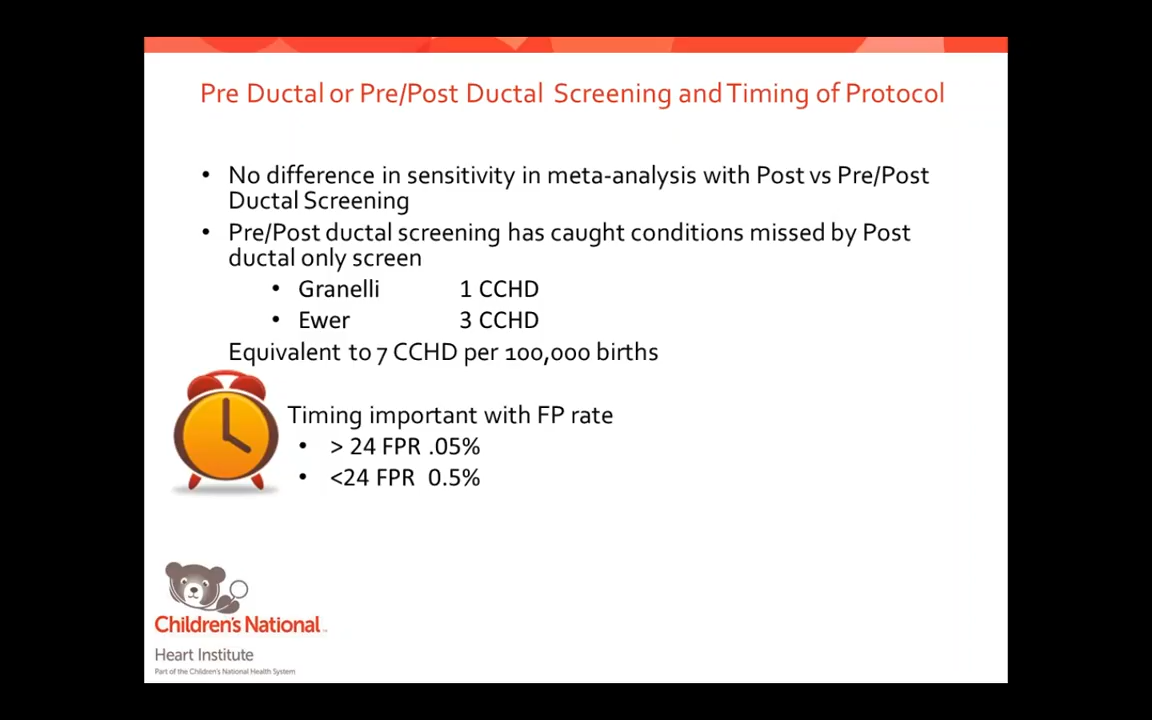 Pre Ductal or Pre/Post Ductal Screening and Timing of Protocol
• No difference in sensitivity in meta-analysis with Post vs Pre/Post
Ductal Screening
• Pre/Post ductal screening has caught conditions missed by Post
ductal only screen
• Granelli 1 CCHD
• Ewer 3 CCHD
Equivalent to 7 CCHD per 100,000 births
Timing important with FP rate
• > 24 FPR .05%
• <24 FPR 0.5%
Children's National™
Heart Institute
Part of the Children's National Health System